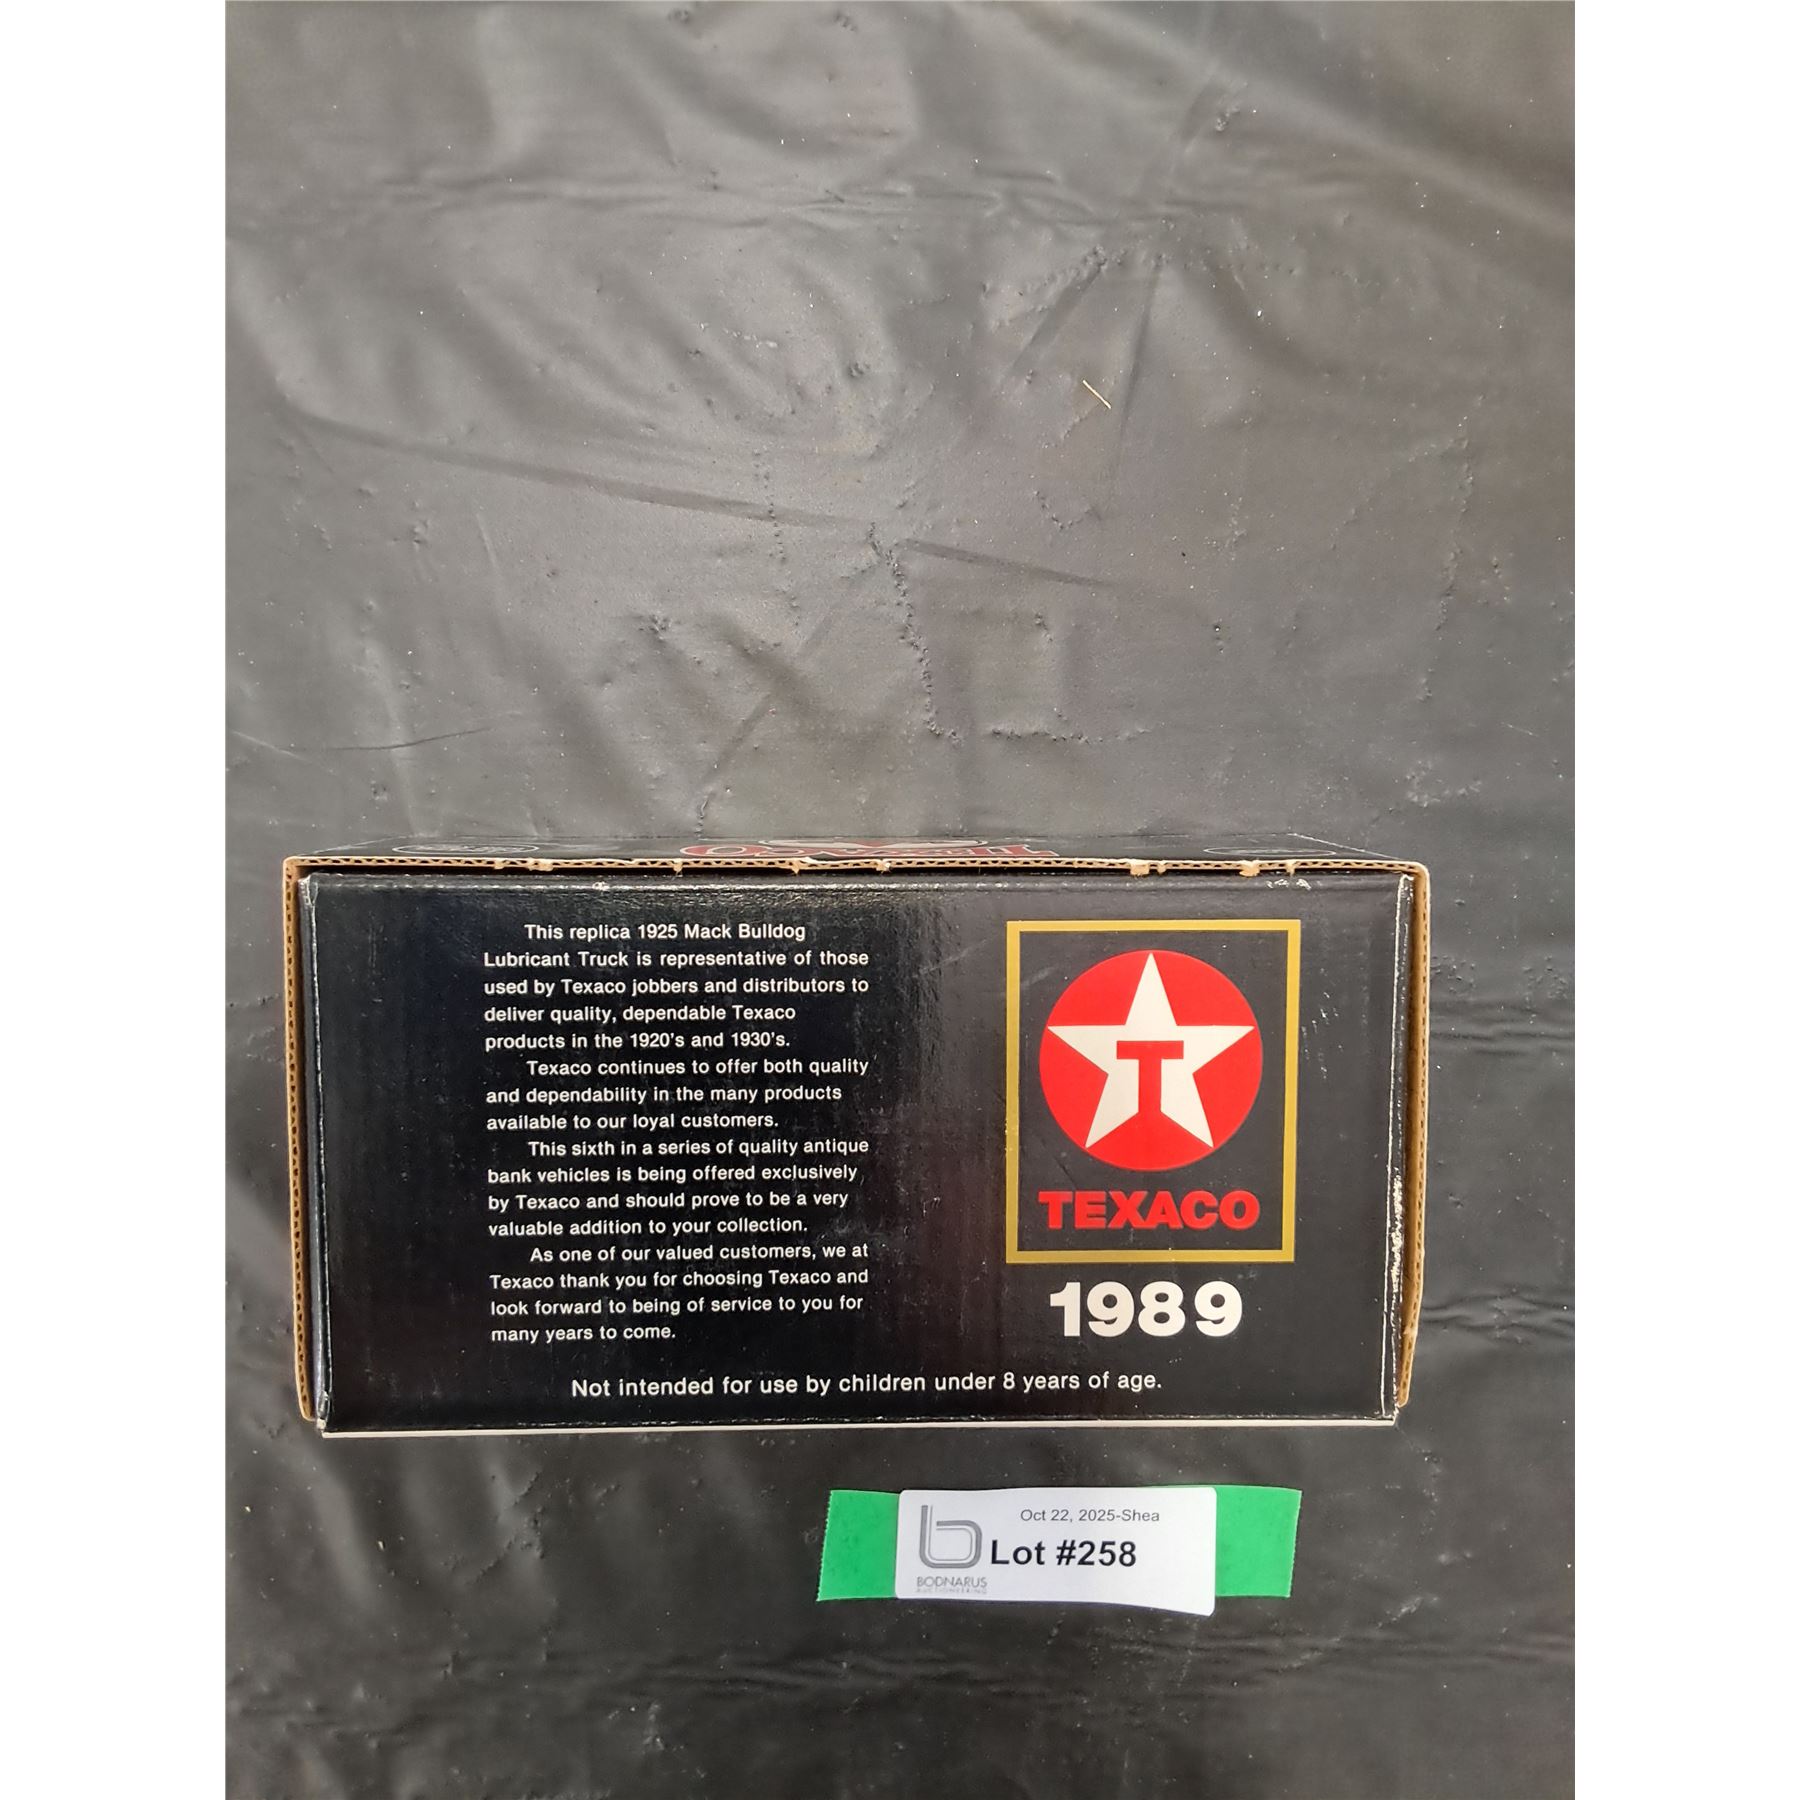 TEXACO
This replica 1925 Mack Bulldog
Lubricant Truck is representative of those
used by Texaco jobbers and distributors to
deliver quality, dependable Texaco
products in the 1920's and 1930's.
Texaco continues to offer both quality
and dependability in the many products
available to our loyal customers.
This sixth in a series of quality antique
bank vehicles is being offered exclusively
by Texaco and should prove to be a very
valuable addition to your collection.
As one of our valued customers, we at
Texaco thank you for choosing Texaco and
look forward to being of service to you for
many years to come.
T
TEXACO
1989
Not intended for use by children under 8 years of age.
Oct 22, 2025-Shea
Lot #258
BODNARUS
AUCTIONEERING